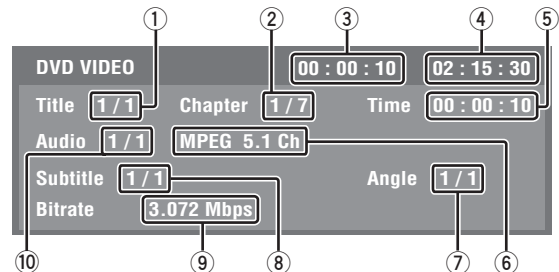 ① ② ③ ④ ⑤
DVD VIDEO 00 : 00 : 10 02 : 15 : 30
Title 1 / 1 Chapter 1 / 7 Time 00 : 00 : 10
Audio 1 / 1 MPEG 5.1 Ch
Subtitle 1 / 1 Angle 1 / 1
Bitrate 3.072 Mbps
⑩ ⑨ ⑧ ⑦ ⑥